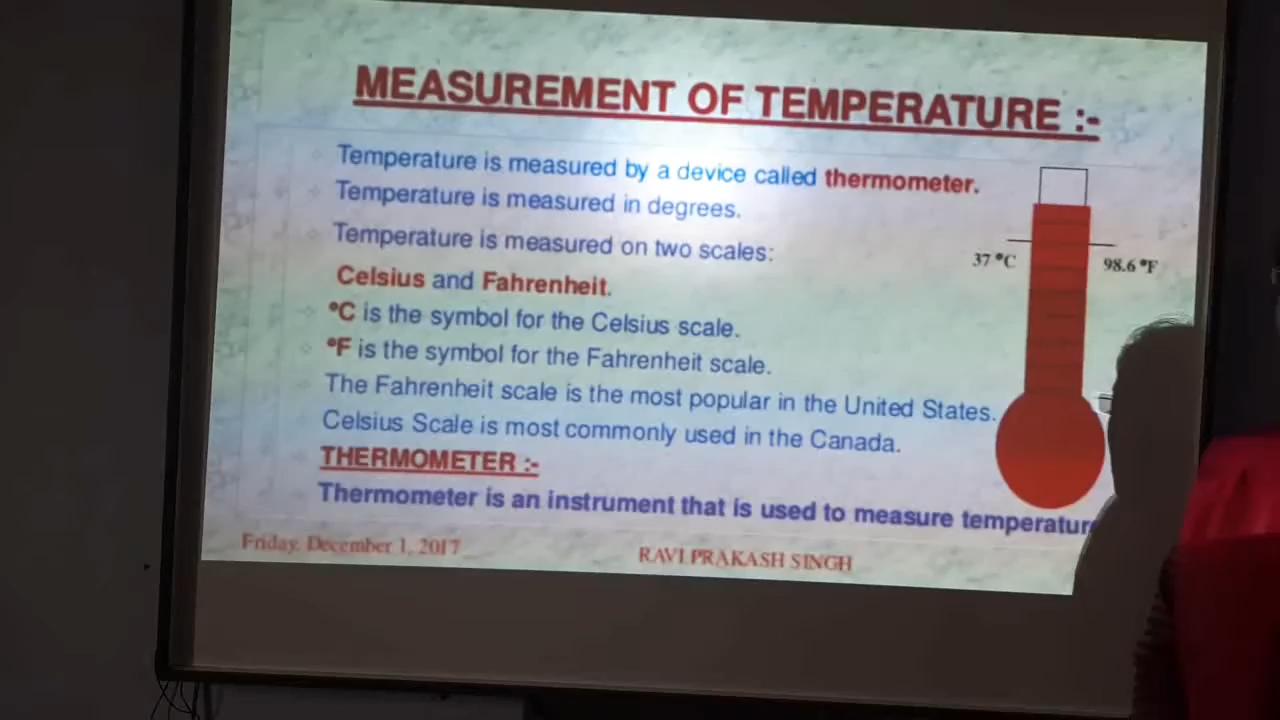 MEASUREMENT OF TEMPERATURE :-
Temperature is measured by a device called thermometer.
Temperature is measured in degrees.
Temperature is measured on two scales:
Celsius and Fahrenheit.
°C is the symbol for the Celsius scale.
°F is the symbol for the Fahrenheit scale.
The Fahrenheit scale is the most popular in the United States.
Celsius Scale is most commonly used in the Canada.
THERMOMETER :-
Thermometer is an instrument that is used to measure temperatur
37 °C
98.6 °F
Friday, December 1, 2017
RAVI PRAKASH SINGH